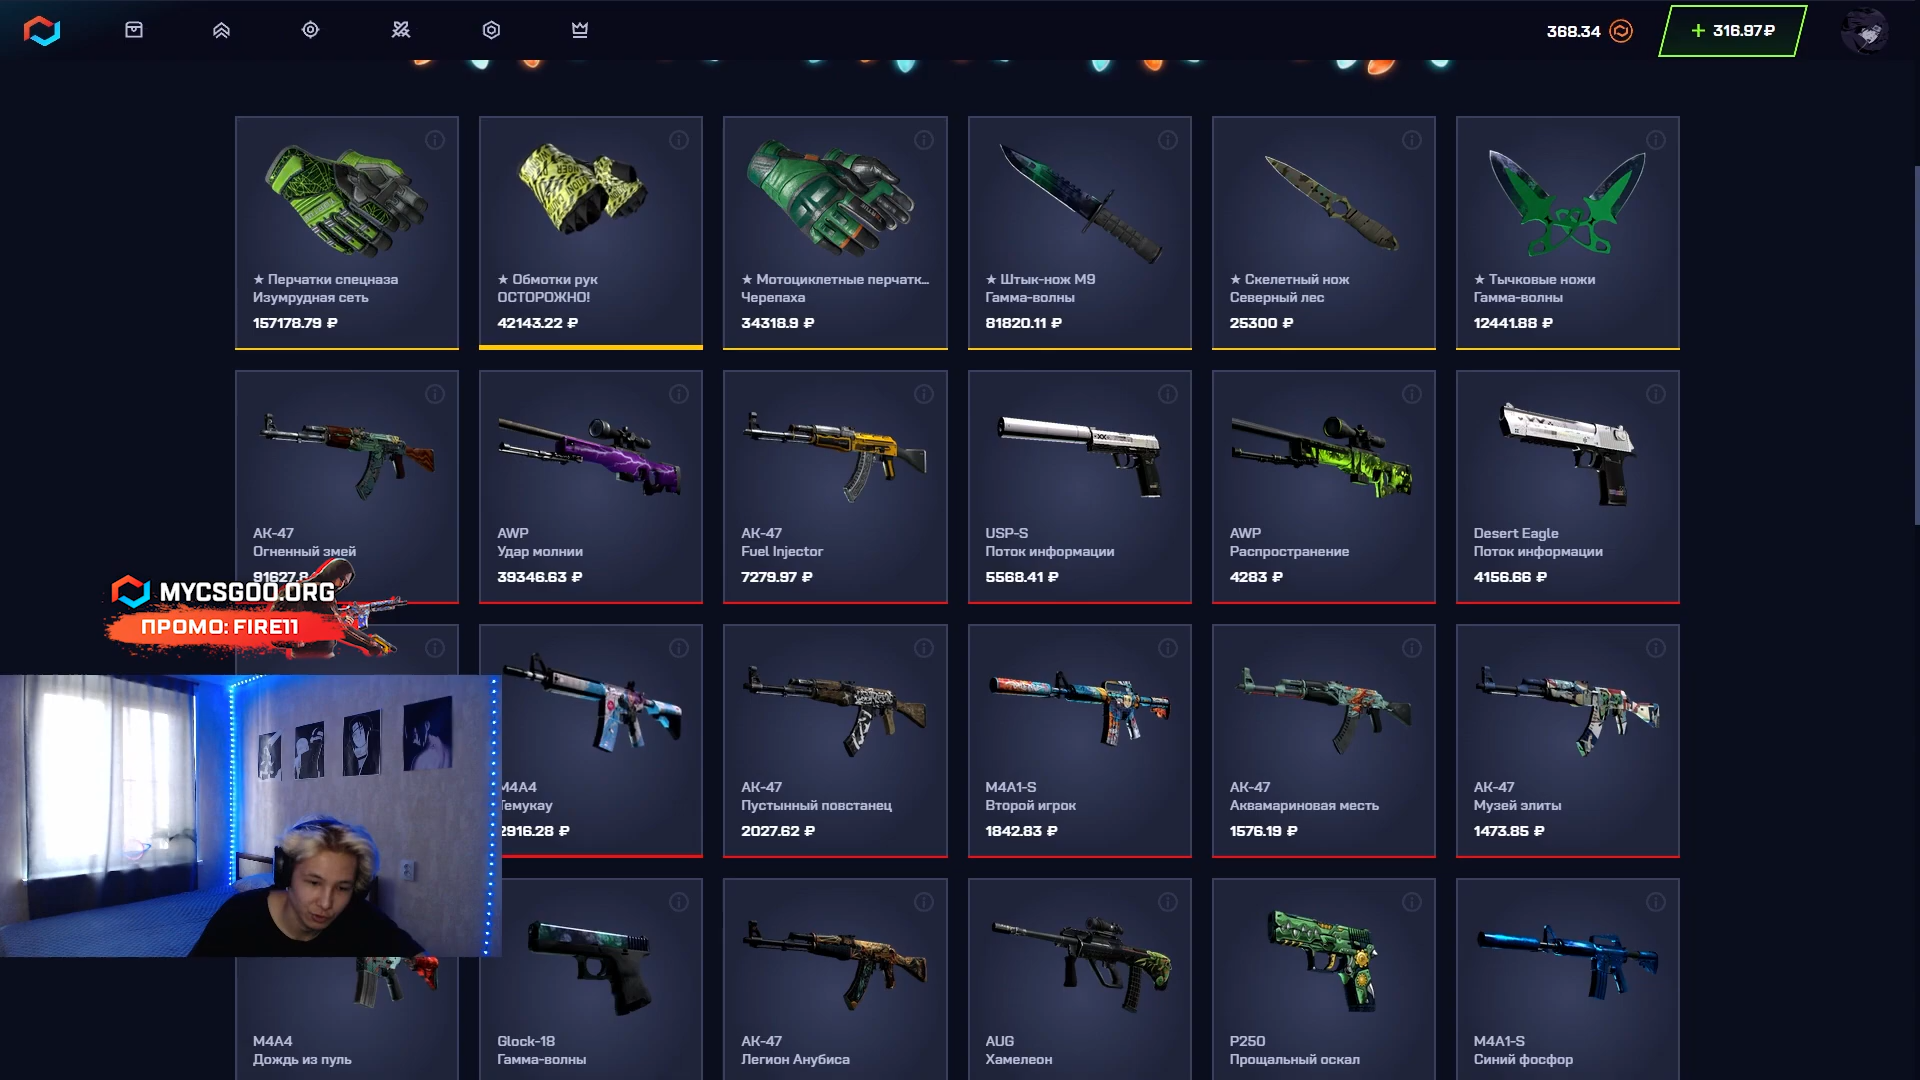 368.34
+ 316.97₽
★ Перчатки спецназа
Изумрудная сеть
157178.79 ₽
★ Обмотки рук
ОСТОРОЖНО!
42143.22 ₽
★ Мотоциклетные перчатк...
Черепаха
34318.9 ₽
★ Штык-нож M9
Гамма-волны
81820.11 ₽
★ Скелетный нож
Северный лес
25300 ₽
★ Тычковые ножи
Гамма-волны
12441.88 ₽
AK-47
Огненный змей
91627.8
AWP
Удар молнии
39346.63 ₽
AK-47
Fuel Injector
7279.97 ₽
USP-S
Поток информации
5568.41 ₽
AWP
Распространение
4283 ₽
Desert Eagle
Поток информации
4156.66 ₽
MYCSGOO.ORG
ПРОМО: FIRE11
M4A4
Темукау
2916.28 ₽
AK-47
Пустынный повстанец
2027.62 ₽
M4A1-S
Второй игрок
1842.83 ₽
AK-47
Аквамариновая месть
1576.19 ₽
AK-47
Музей элиты
1473.85 ₽
M4A4
Дождь из пуль
Glock-18
Гамма-волны
AK-47
Легион Анубиса
AUG
Хамелеон
P250
Прощальный оскал
M4A1-S
Синий фосфор